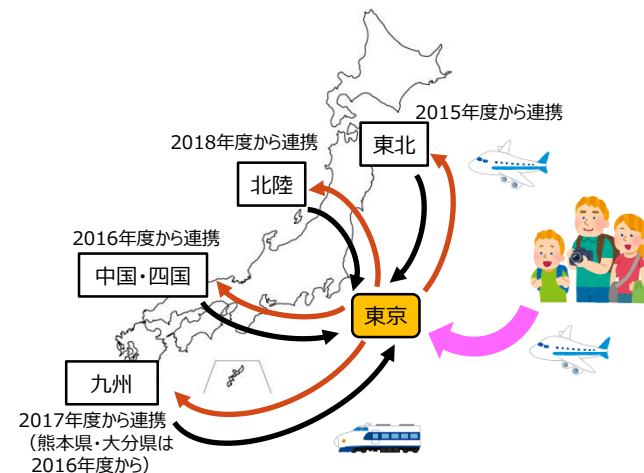 2015年度から連携
東北
2018年度から連携
北陸
2016年度から連携
中国・四国
東京
九州
2017年度から連携
（熊本県・大分県は
2016年度から）